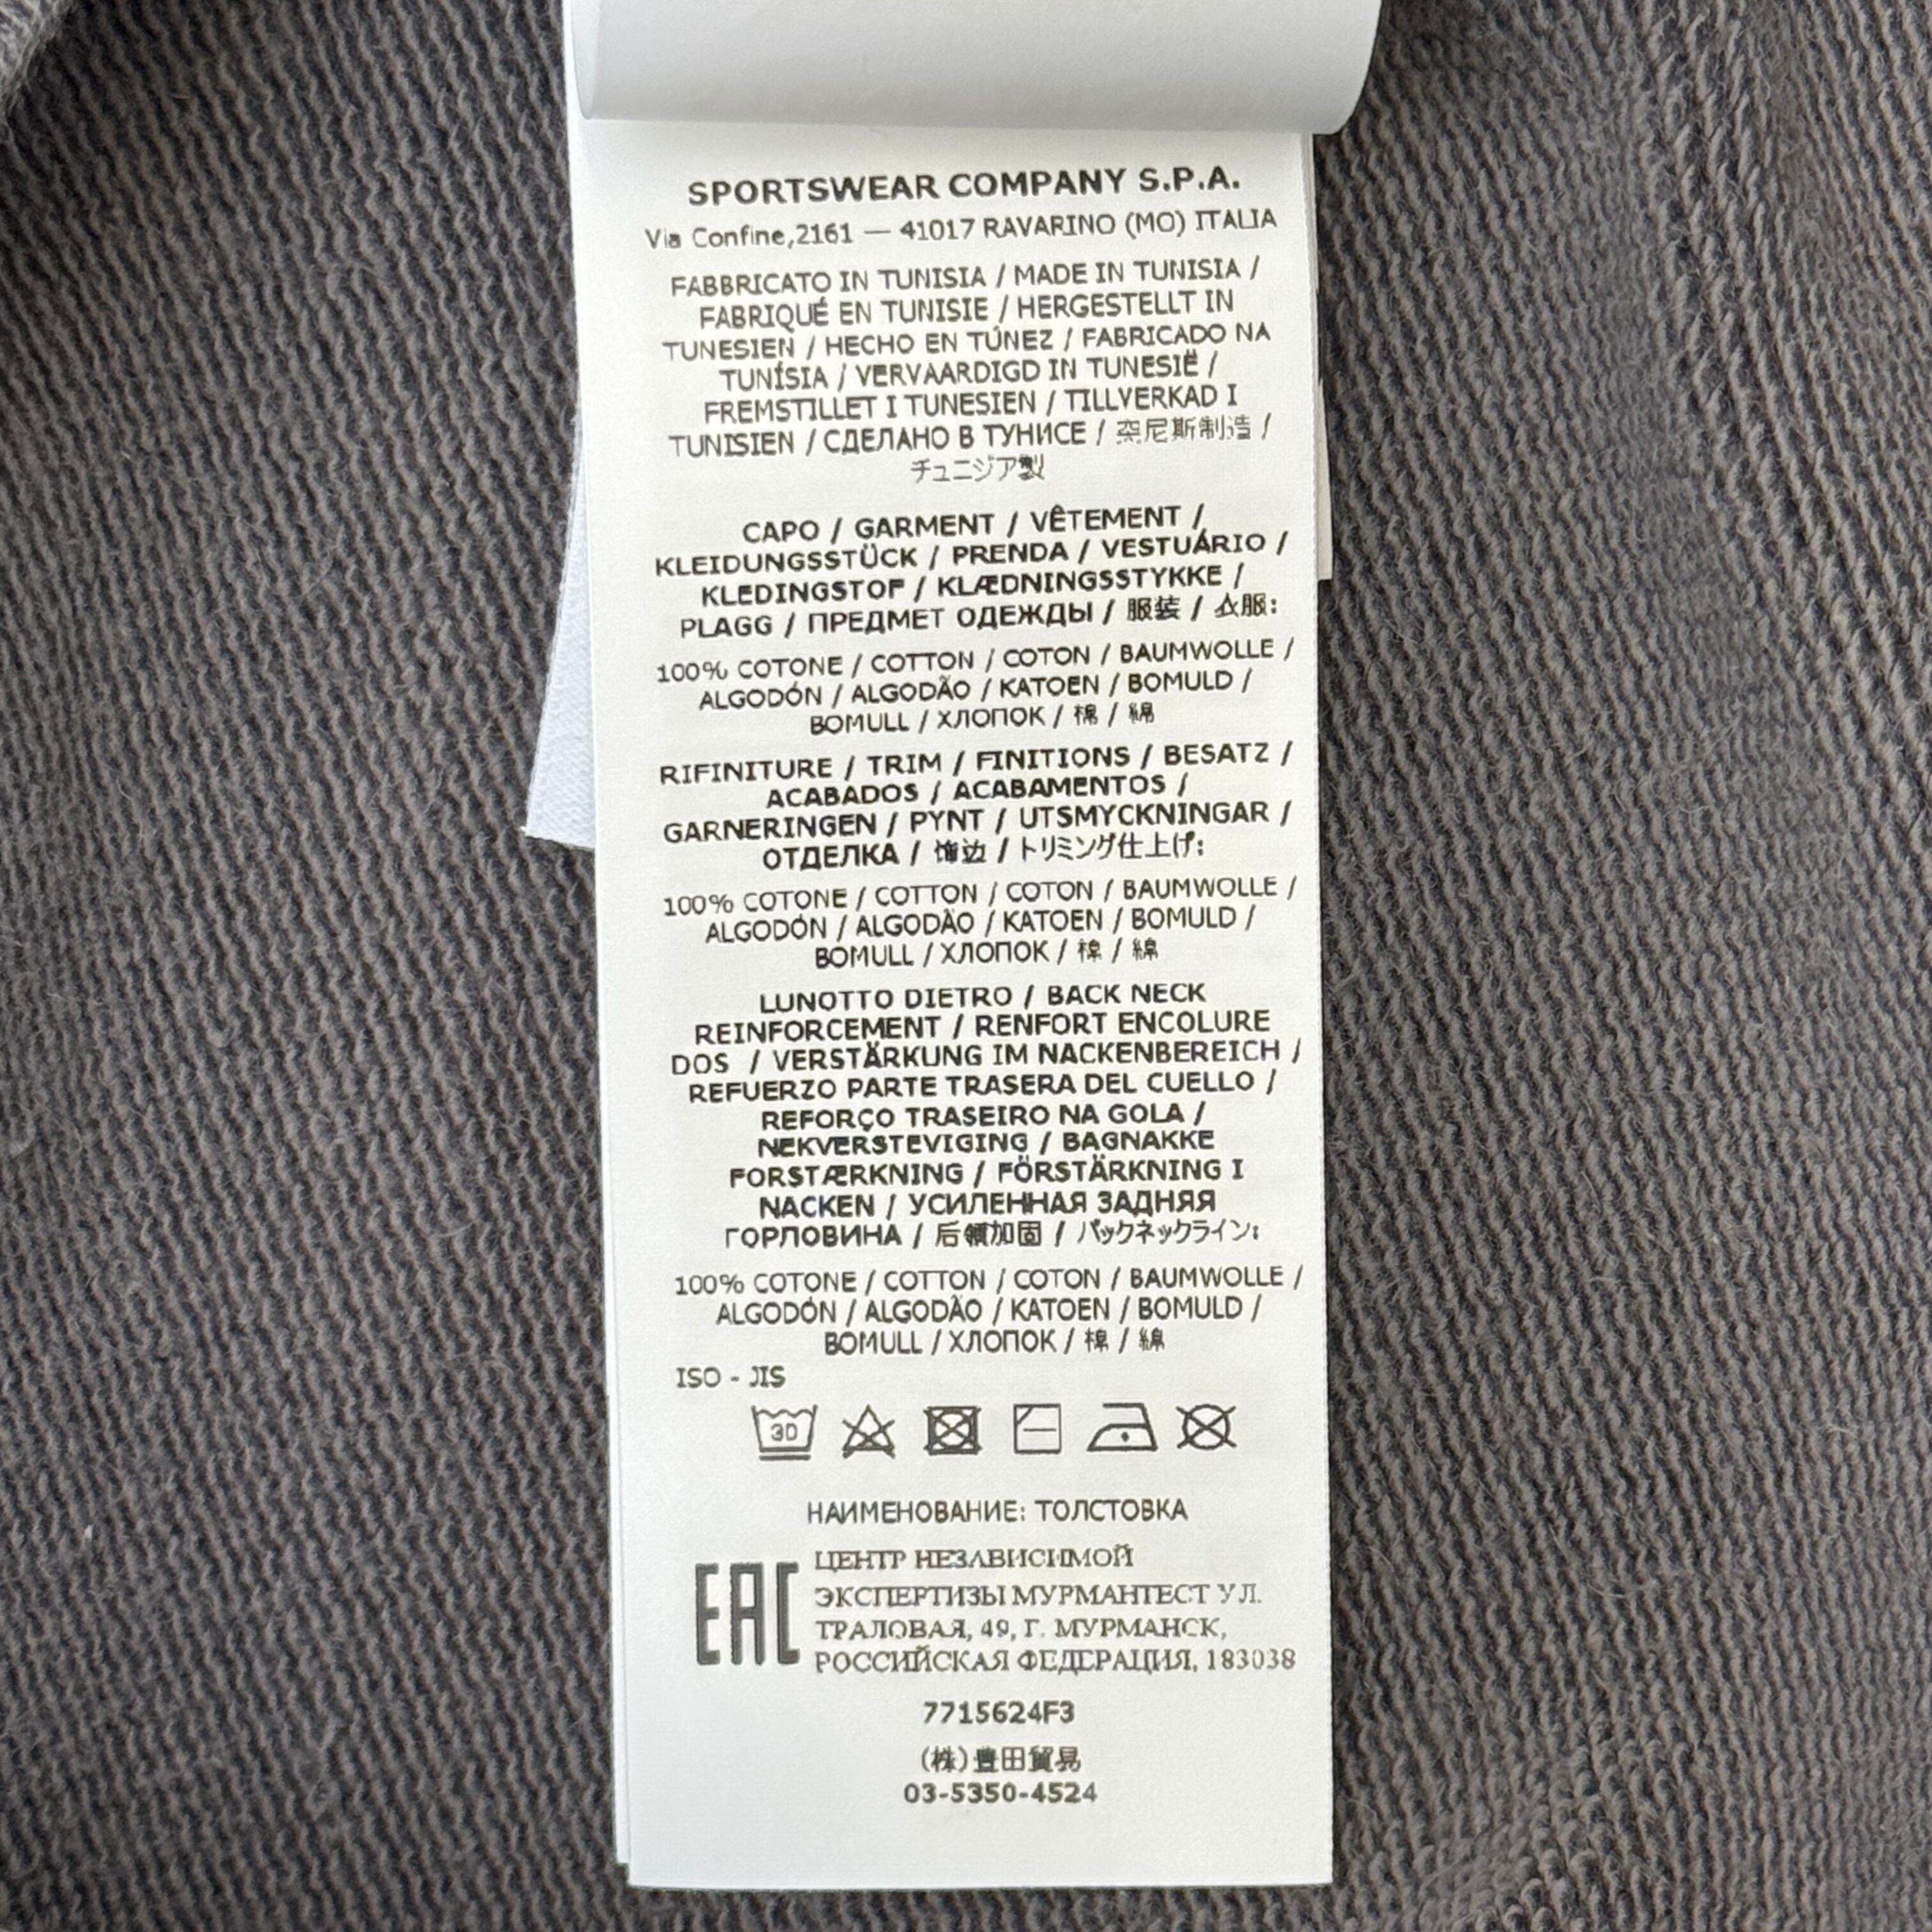 SPORTSWEAR COMPANY S.P.A.
Via Confine,2161 — 41017 RAVARINO (MO) ITALIA
FABBRICATO IN TUNISIA / MADE IN TUNISIA /
FABRIQUÉ EN TUNISIE / HERGESTELLT IN
TUNESIEN / HECHO EN TÚNEZ / FABRICADO NA
TUNÍSIA / VERVAARDIGD IN TUNESIË /
FREMSTILLET I TUNESIEN / TILLVERKAD I
TUNISIEN / СДЕЛАНО В ТУНИСЕ / 突尼斯制造 /
チュニジア製
CAPO / GARMENT / VÊTEMENT /
KLEIDUNGSSTÜCK / PRENDA / VESTUÁRIO /
KLEDINGSTOF / KLÆDNINGSSTYKKE /
PLAGG / ПРЕДМЕТ ОДЕЖДЫ / 服装 / 衣服:
100% COTONE / COTTON / COTON / BAUMWOLLE /
ALGODÓN / ALGODÃO / KATOEN / BOMULD /
BOMULL / ХЛОПОК / 棉 / 綿
RIFINITURE / TRIM / FINITIONS / BESATZ /
ACABADOS / ACABAMENTOS /
GARNERINGEN / PYNT / UTSMYCKNINGAR /
ОТДЕЛКА / 饰边 / トリミング仕上げ:
100% COTONE / COTTON / COTON / BAUMWOLLE /
ALGODÓN / ALGODÃO / KATOEN / BOMULD /
BOMULL / ХЛОПОК / 棉 / 綿
LUNOTTO DIETRO / BACK NECK
REINFORCEMENT / RENFORT ENCOLURE
DOS / VERSTÄRKUNG IM NACKENBEREICH /
REFUERZO PARTE TRASERA DEL CUELLO /
REFORÇO TRASEIRO NA GOLA /
NEKVERSTEVIGING / BAGNAKKE
FORSTÆRKNING / FÖRSTÄRKNING I
NACKEN / УСИЛЕННАЯ ЗАДНЯЯ
ГОРЛОВИНА / 后领加固 / バックネックライン:
100% COTONE / COTTON / COTON / BAUMWOLLE /
ALGODÓN / ALGODÃO / KATOEN / BOMULD /
BOMULL / ХЛОПОК / 棉 / 綿
ISO - JIS
30
НАИМЕНОВАНИЕ: ТОЛСТОВКА
EAC
ЦЕНТР НЕЗАВИСИМОЙ
ЭКСПЕРТИЗЫ МУРМАНТЕСТ УЛ.
ТРАЛОВАЯ, 49, Г. МУРМАНСК,
РОССИЙСКАЯ ФЕДЕРАЦИЯ, 183038
7715624F3
(株)豊田貿易
03-5350-4524